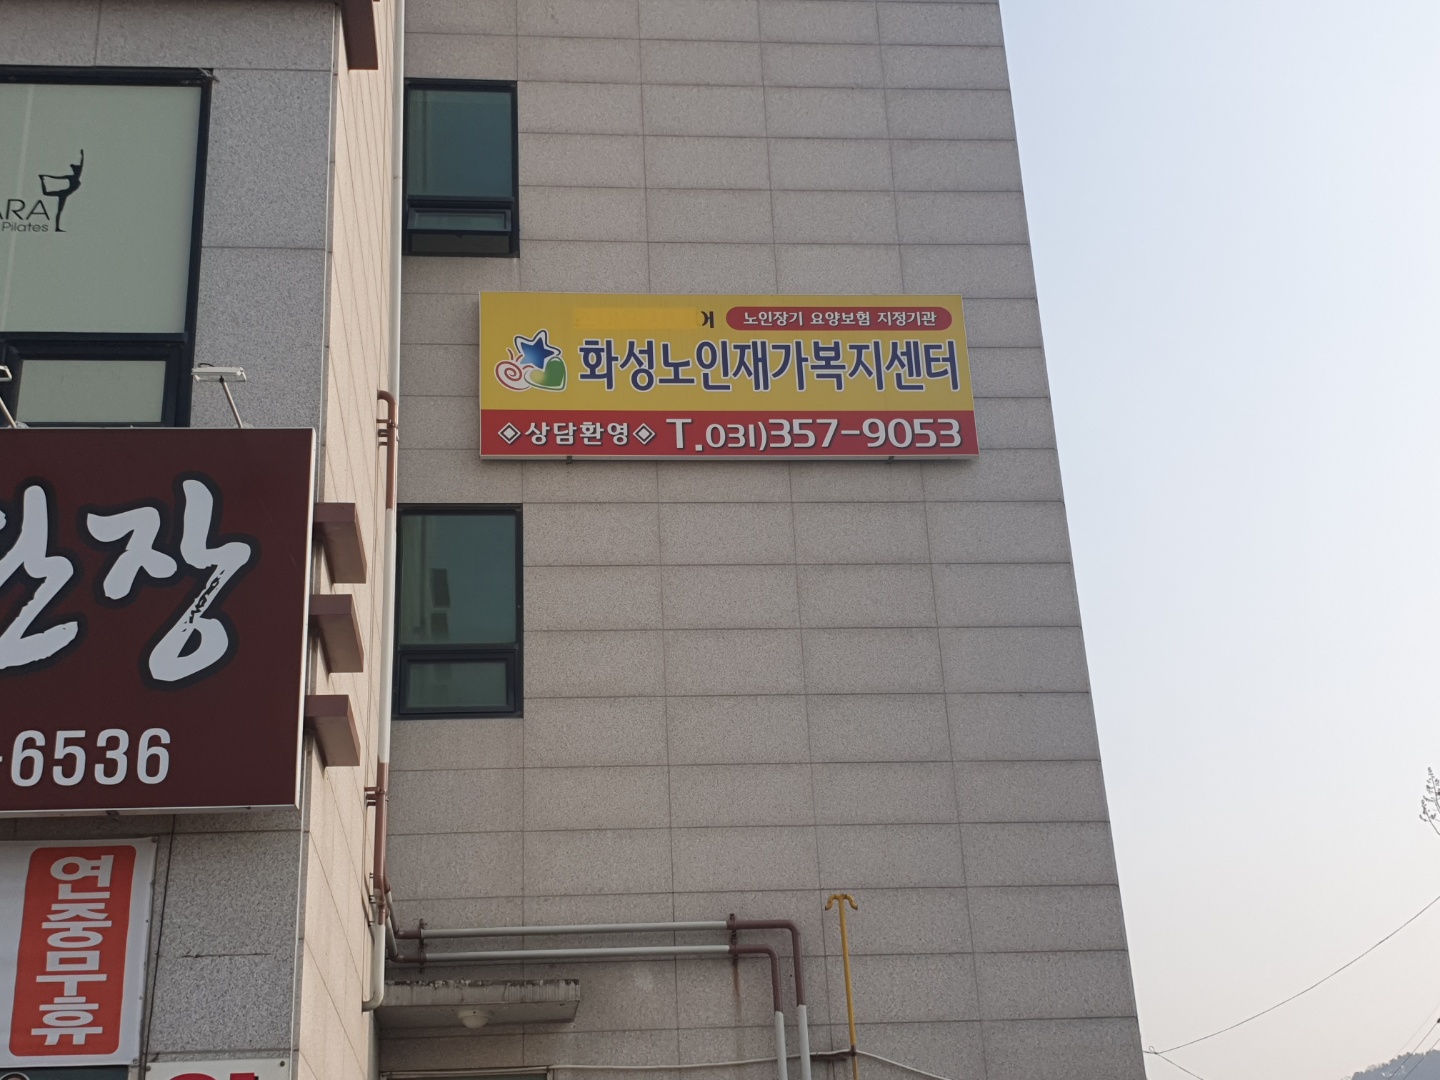 노인장기 요양보험 지정기관
화성노인재가복지센터
◈상담환영◈ T.031)357-9053
Pilates
장
-6536
연중무휴